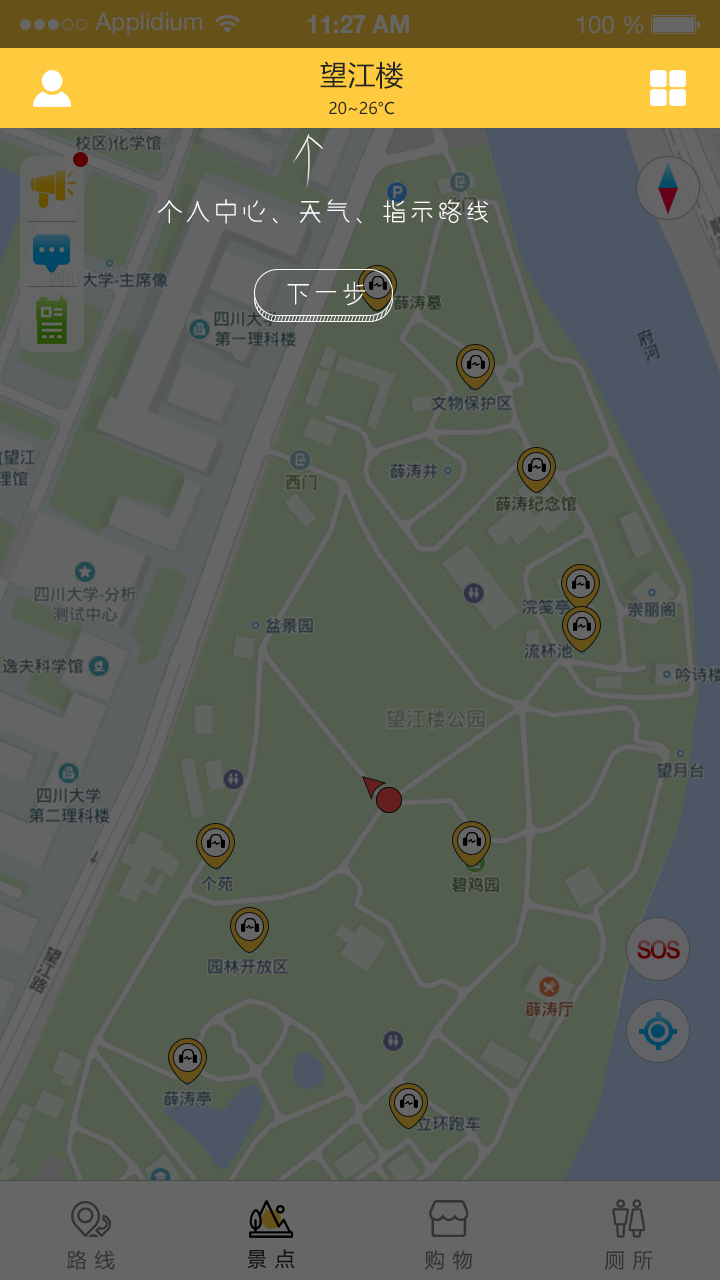 Applidium
11:27 AM
100 %
望江楼
20~26°C
校区)化学馆
P
个人中心、天气、指示路线
四川大学-主席像
下一步
薛涛墓
四川大学
第一理科楼
府河
文物保护区
(望江
理馆
西门
薛涛井
薛涛纪念馆
四川大学-分析
测试中心
浣笺亭
崇丽阁
盆景园
流杯池
逸夫科学馆
吟诗楼
望江楼公园
望月台
四川大学
第二理科楼
个苑
碧鸡园
望江路
园林开放区
SOS
薜涛厅
薛涛亭
立环跑车
路线
景点
购物
厕所